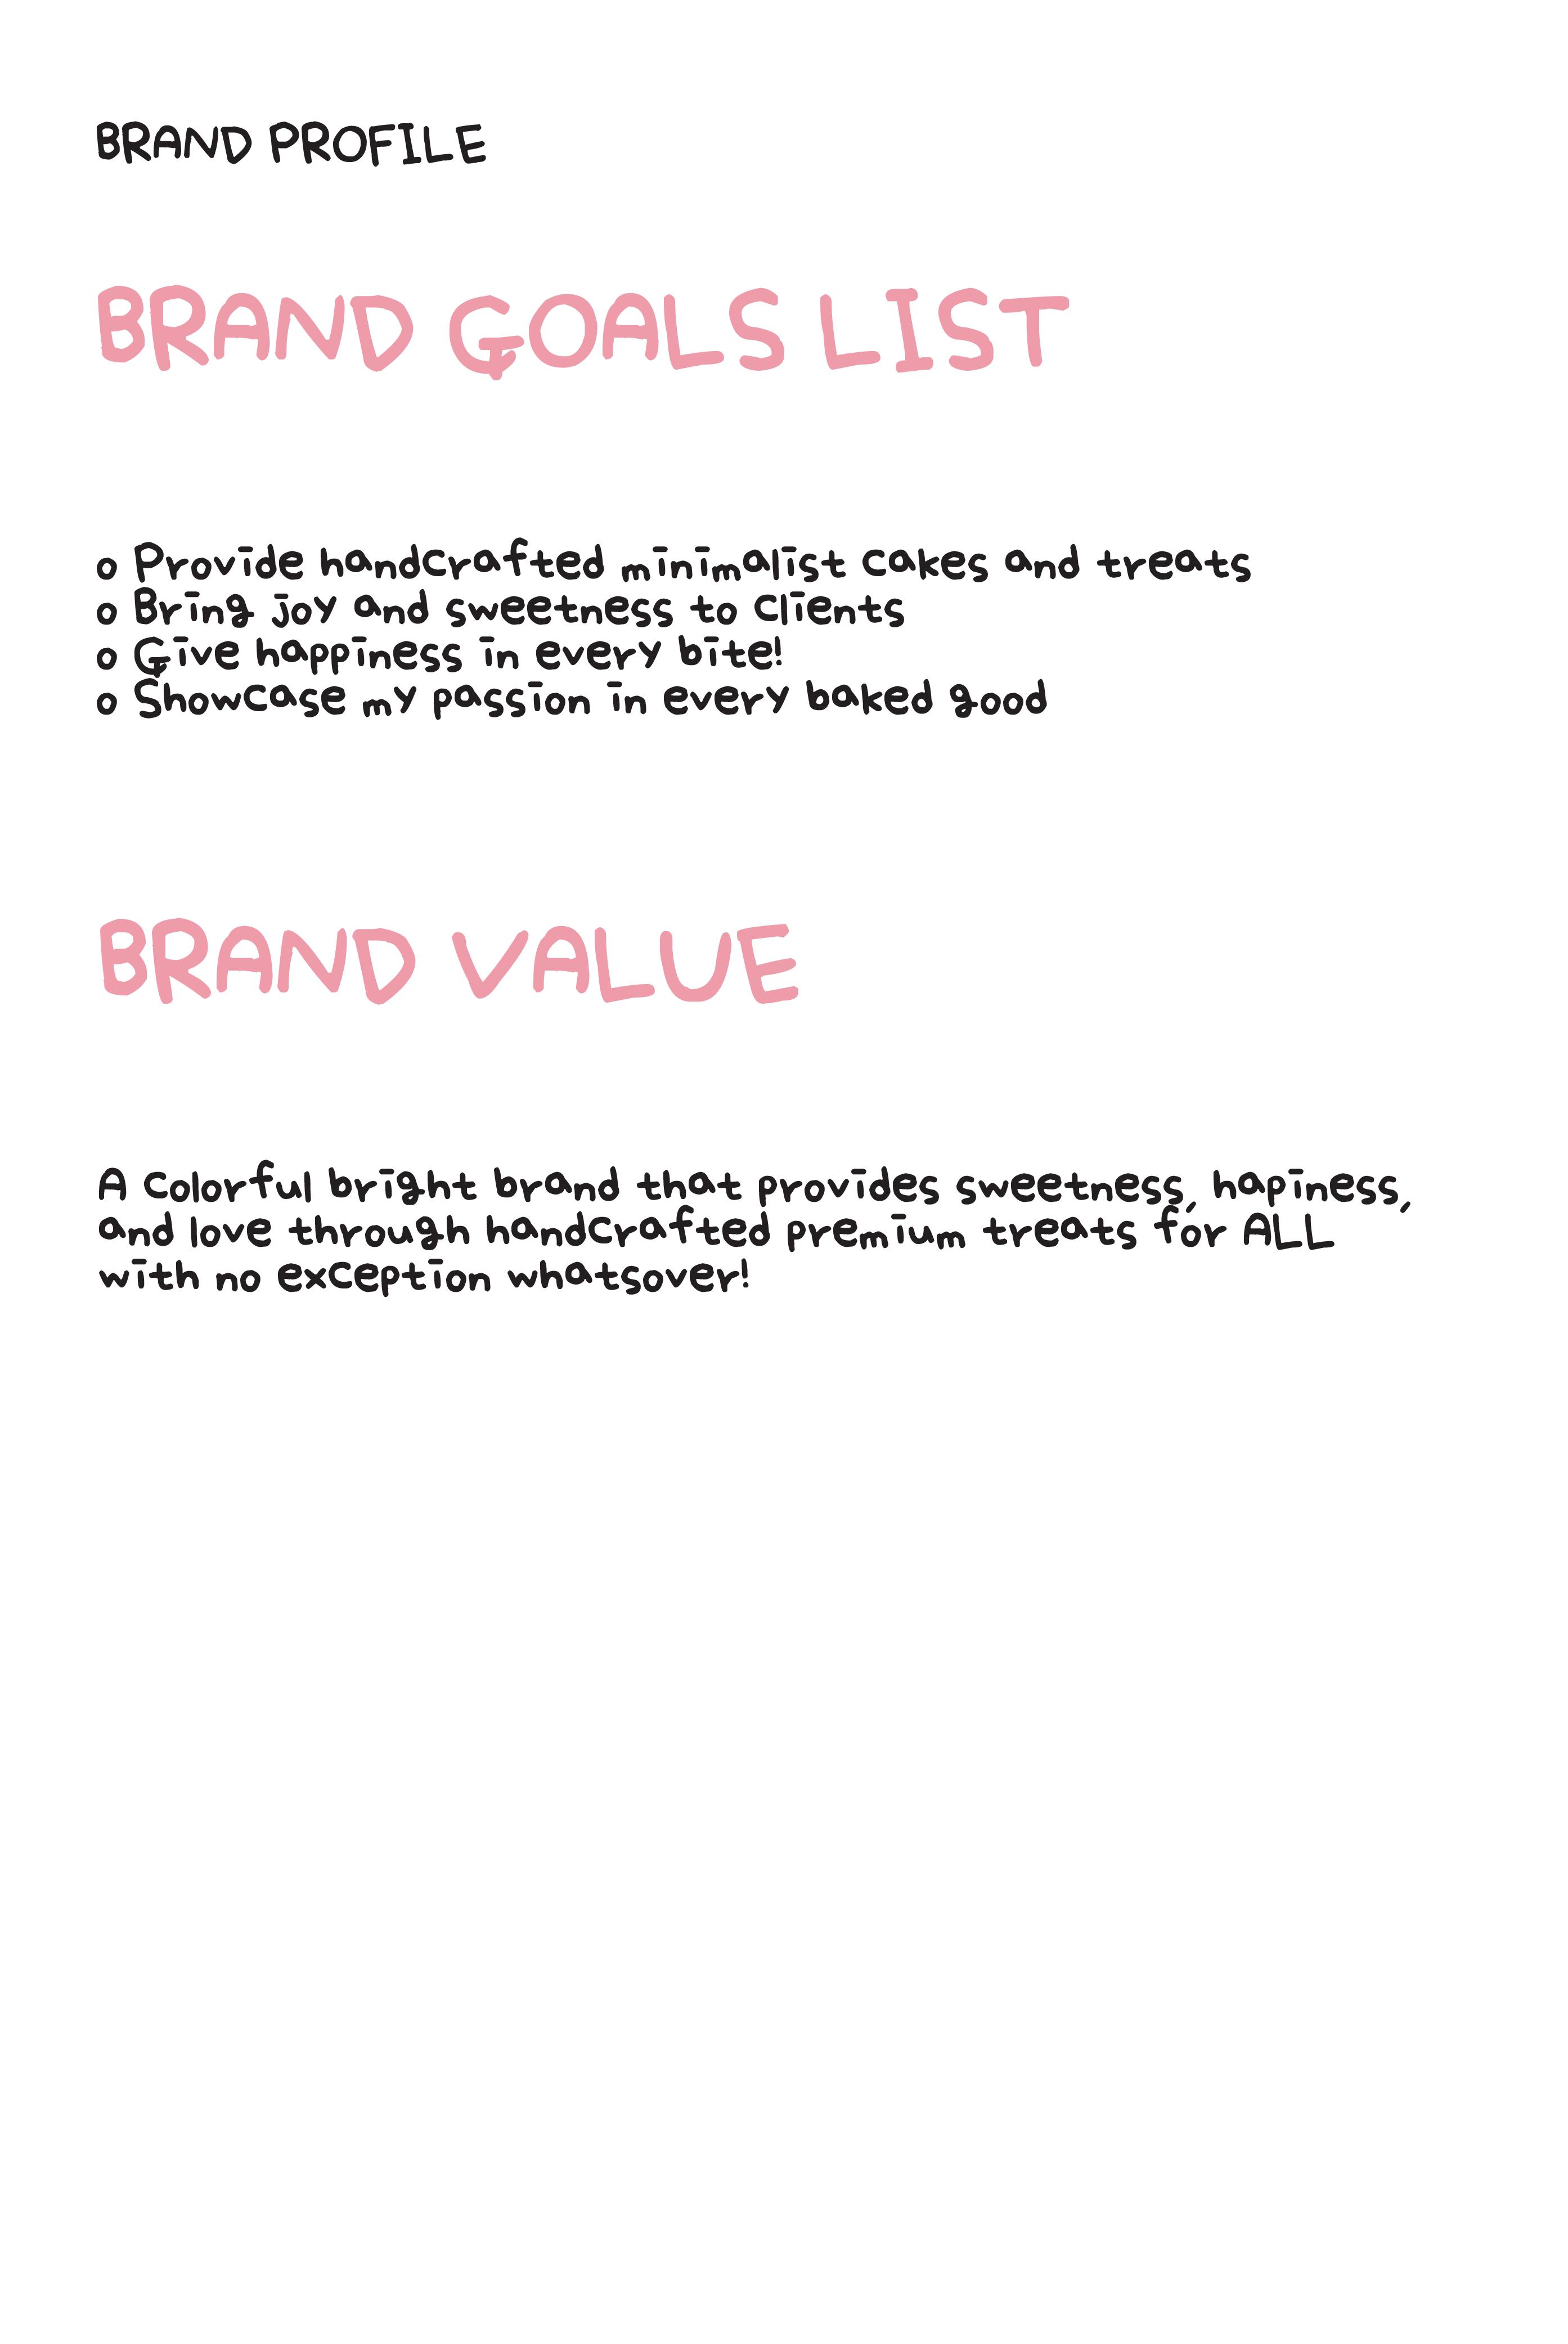 BRAND PROFILE
BRAND GOALS LIST
o Provide handcrafted minimalist cakes and treats
o Bring joy and sweetness to clients
o Give happiness in every bite!
o Showcase my passion in every baked good
BRAND VALUE
A colorful bright brand that provides sweetness, hapiness,
and love through handcrafted premium treats for ALL
with no exception whatsover!